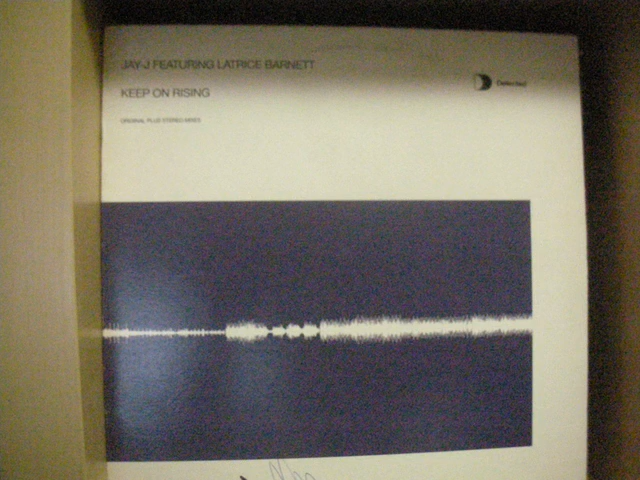 JAY-J FEATURING LATRICE BARNETT
Defected
KEEP ON RISING
ORIGINAL PLUS STEREO MIXES